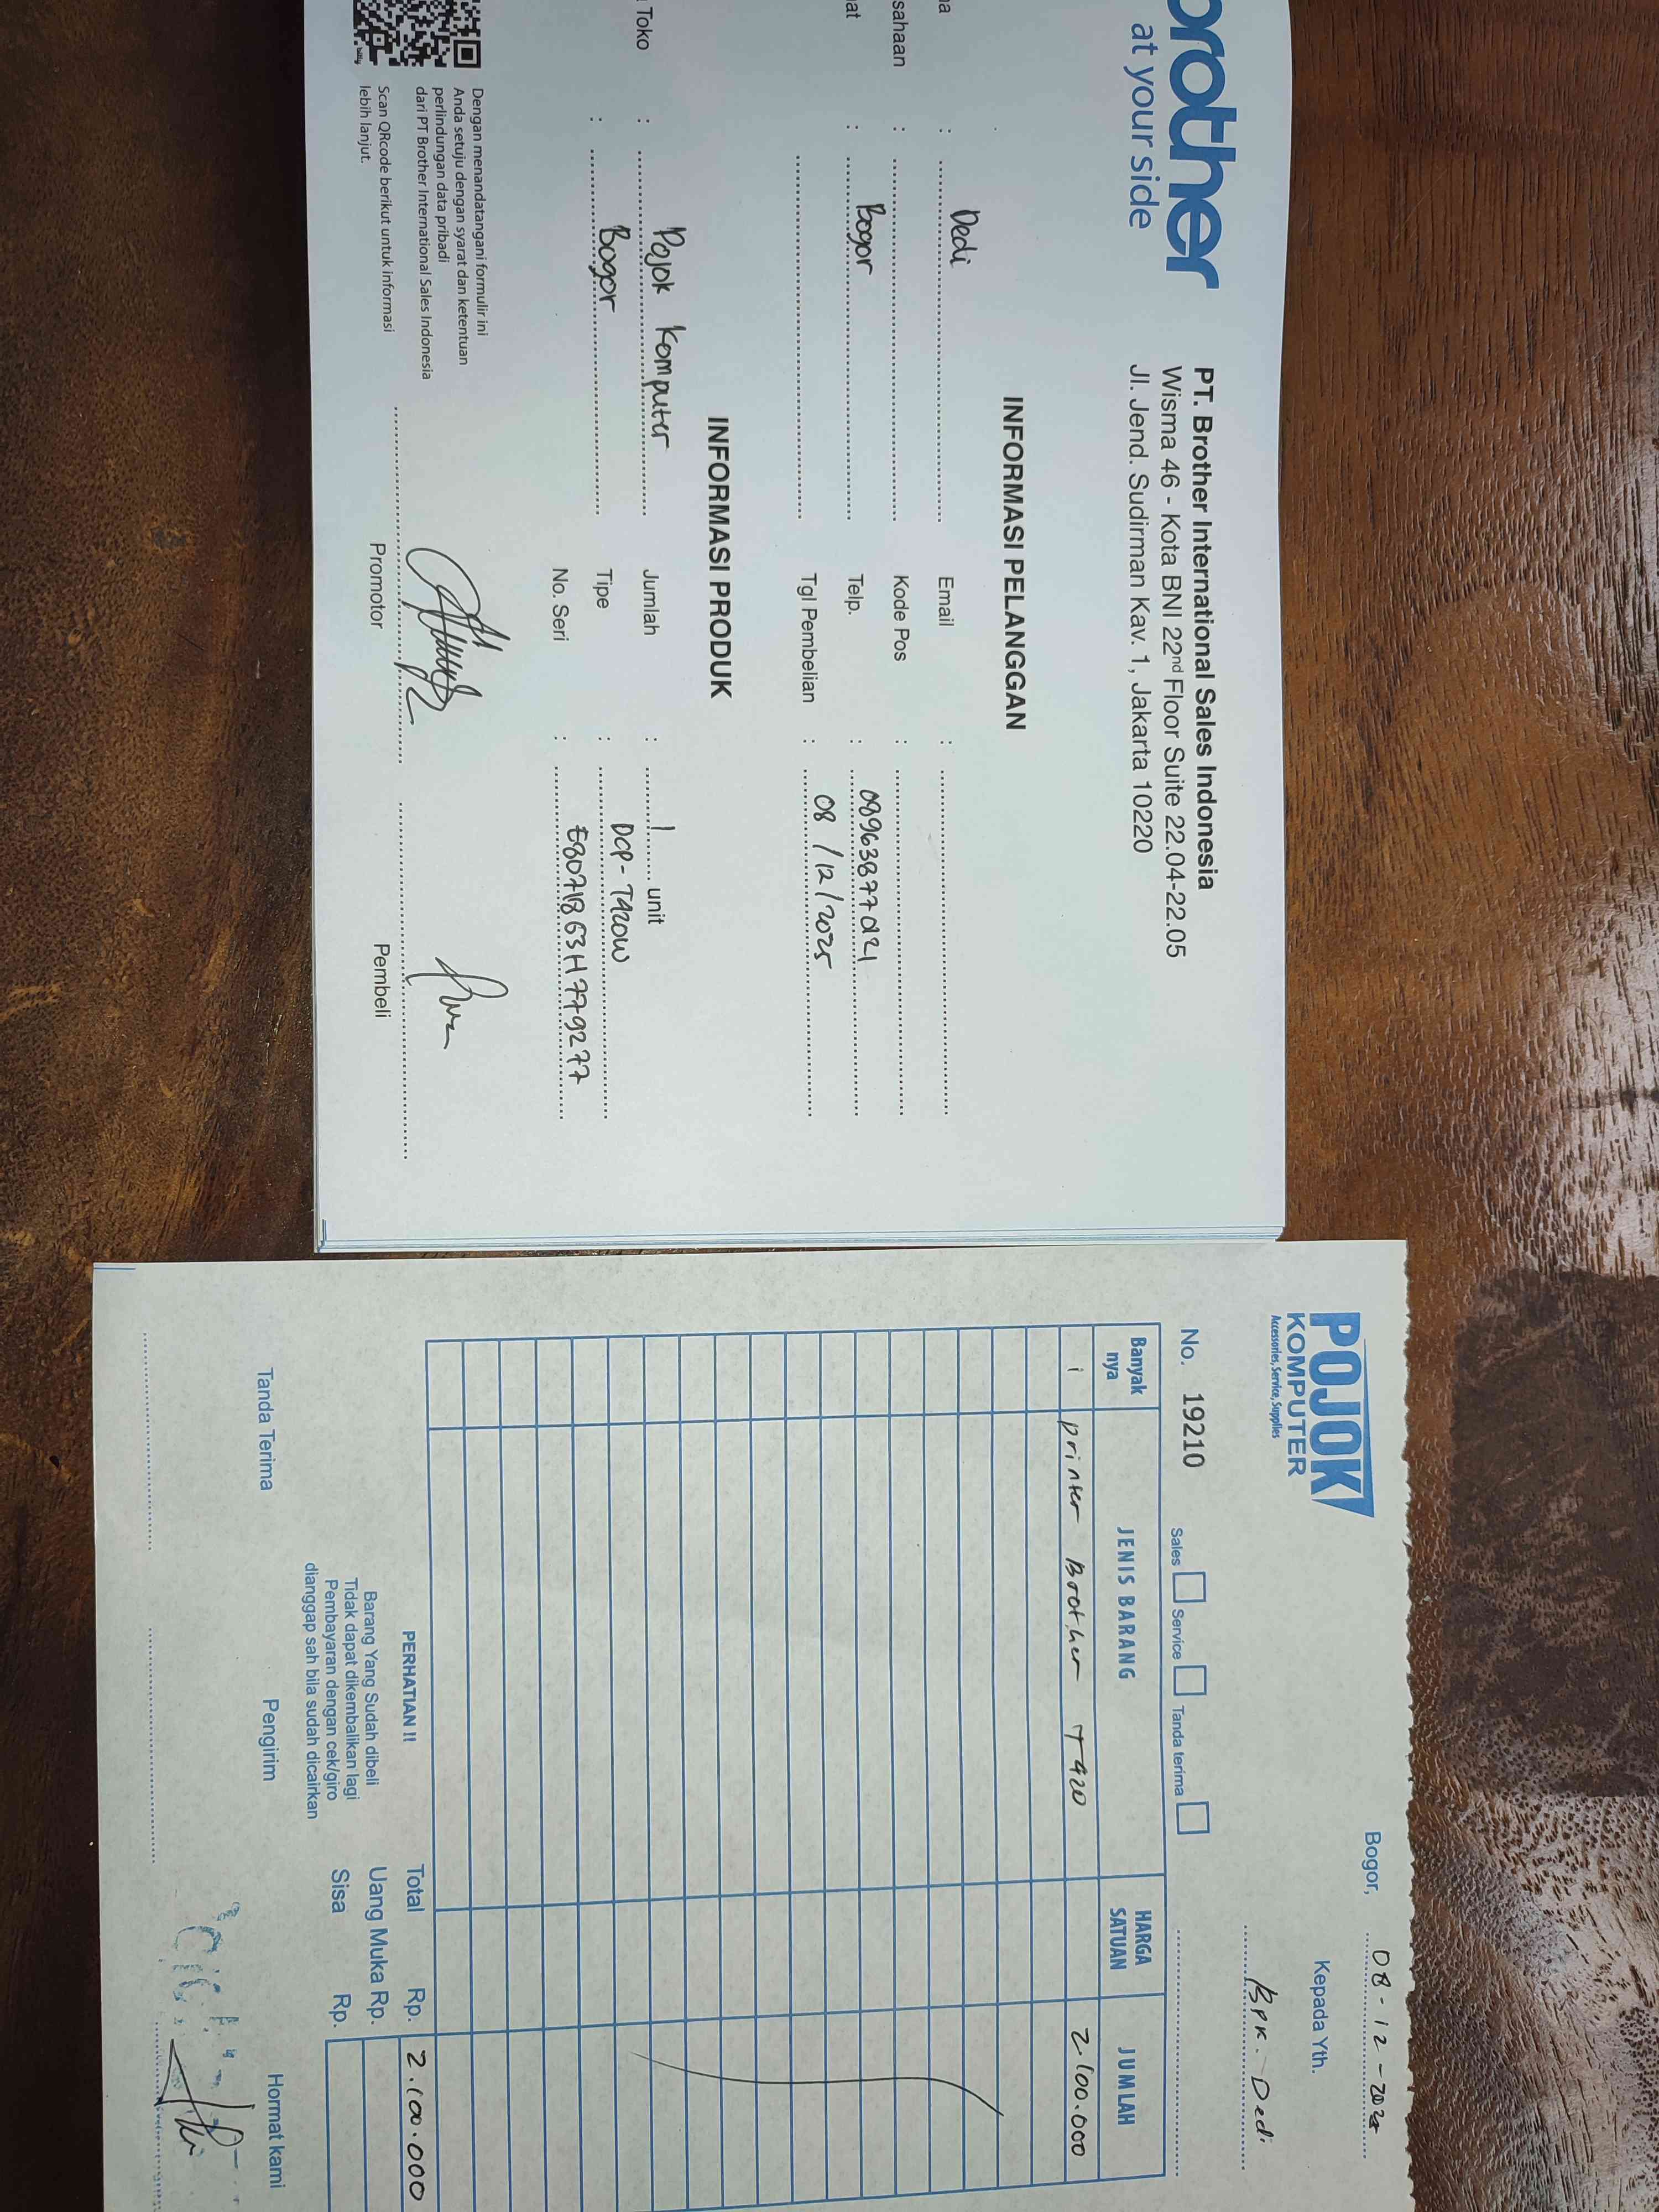 brother
at your side
PT. Brother International Sales Indonesia
Wisma 46 - Kota BNI 22nd Floor Suite 22.04-22.05
Jl. Jend. Sudirman Kav. 1, Jakarta 10220
INFORMASI PELANGGAN
: Dedi Email :
sahaan : Kode Pos :
at : Bogor Telp. :
Tgl Pembelian : 08/12/2025
INFORMASI PRODUK
Toko : Pojok Komputer Jumlah : 1 unit
: Bogor Tipe : DCP-T920W
No. Seri :
Dengan menandatangani formulir ini
Anda setuju dengan syarat dan ketentuan
perlindungan data pribadi
dari PT Brother International Sales Indonesia
Scan QRcode berikut untuk informasi
lebih lanjut.
Promotor Pembeli
POJOK
KOMPUTER
Accessories, Service, Supplies
Bogor, 08-12-
Kepada Yth.
Bpk. Dedi
No. 19210 Sales Service Tanda terima
Banyak nya JENIS BARANG HARGA SATUAN JUMLAH
1 printer Brother T920 2.100.000
PERHATIAN !!
Barang Yang Sudah dibeli
Tidak dapat dikembalikan lagi
Pembayaran dengan cek/giro
dianggap sah bila sudah dicairkan
Total Rp. 2.100.000
Uang Muka Rp.
Sisa Rp.
Tanda Terima Pengirim Hormat kami